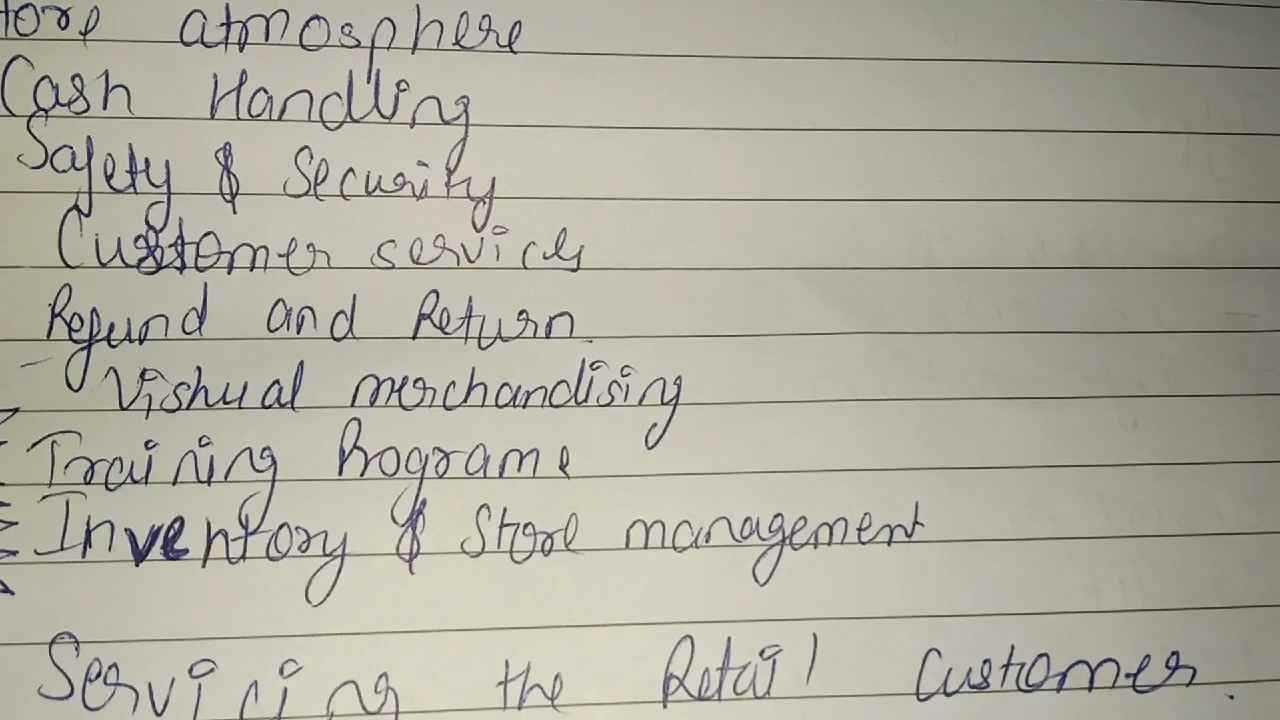 tore atmosphere
Cash Handling
Safety & Security
Customer services
Refund and Return.
Vishual merchandising
Training Programe
Inventory & Store management
Servicing the Retail Customer.